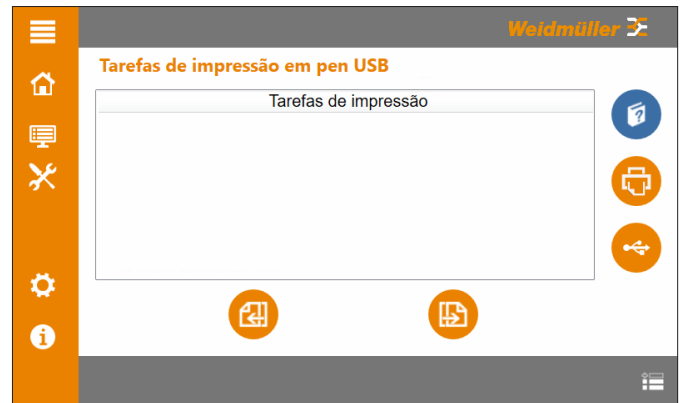 Weidmüller
Tarefas de impressão em pen USB
Tarefas de impressão